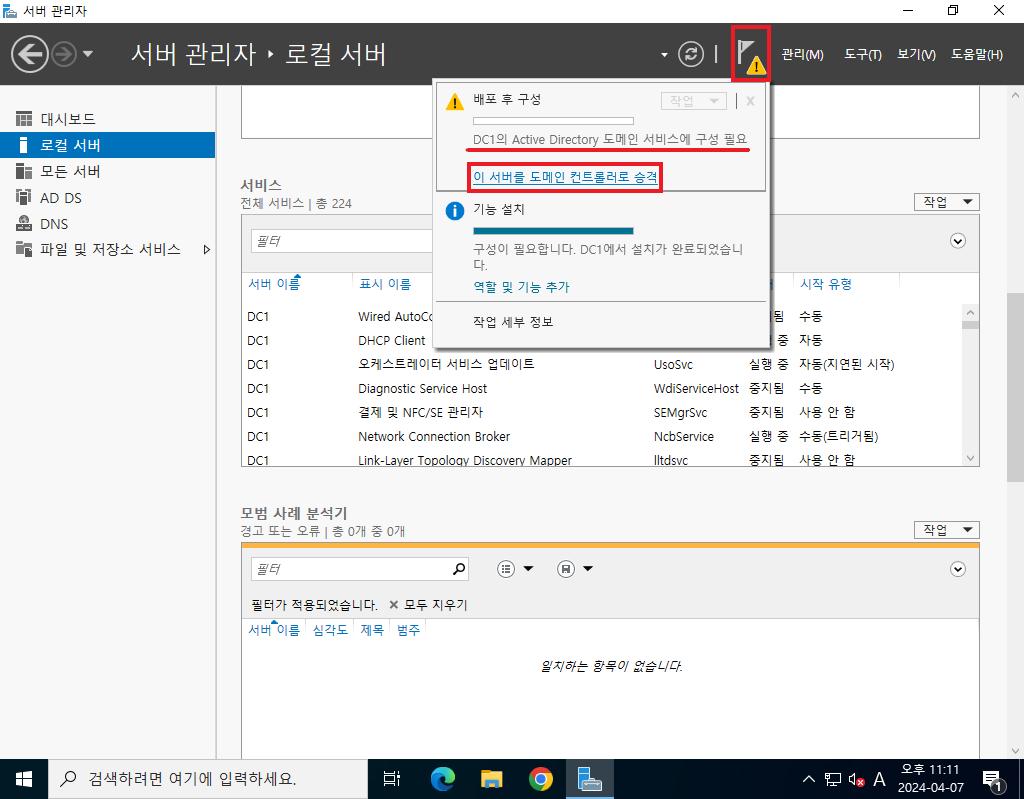 서버 관리자
서버 관리자 ‣ 로컬 서버
관리(M) 도구(T) 보기(V) 도움말(H)
대시보드
로컬 서버
모든 서버
AD DS
DNS
파일 및 저장소 서비스
배포 후 구성
작업
x
DC1의 Active Directory 도메인 서비스에 구성 필요
이 서버를 도메인 컨트롤러로 승격
기능 설치
구성이 필요합니다. DC1에서 설치가 완료되었습니
다.
역할 및 기능 추가
작업 세부 정보
서비스
전체 서비스 | 총 224
작업
필터
서버 이름 표시 이름 시작 유형
DC1 수동
DC1 DHCP Client 중 자동
DC1 오케스트레이터 서비스 업데이트 UsoSvc 실행 중 자동(지연된 시작)
DC1 Diagnostic Service Host WdiServiceHost 중지됨 수동
DC1 결제 및 NFC/SE 관리자 SEMgrSvc 중지됨 사용 안 함
DC1 Network Connection Broker NcbService 실행 중 수동(트리거됨)
DC1 Link-Layer Topology Discovery Mapper lltdsvc 중지됨 사용 안 함
모범 사례 분석기
경고 또는 오류 | 총 0개 중 0개
작업
필터
필터가 적용되었습니다. × 모두 지우기
서버 이름 심각도 제목 범주
일치하는 항목이 없습니다.
검색하려면 여기에 입력하세요.
A
오후 11:11
2024-04-07
1